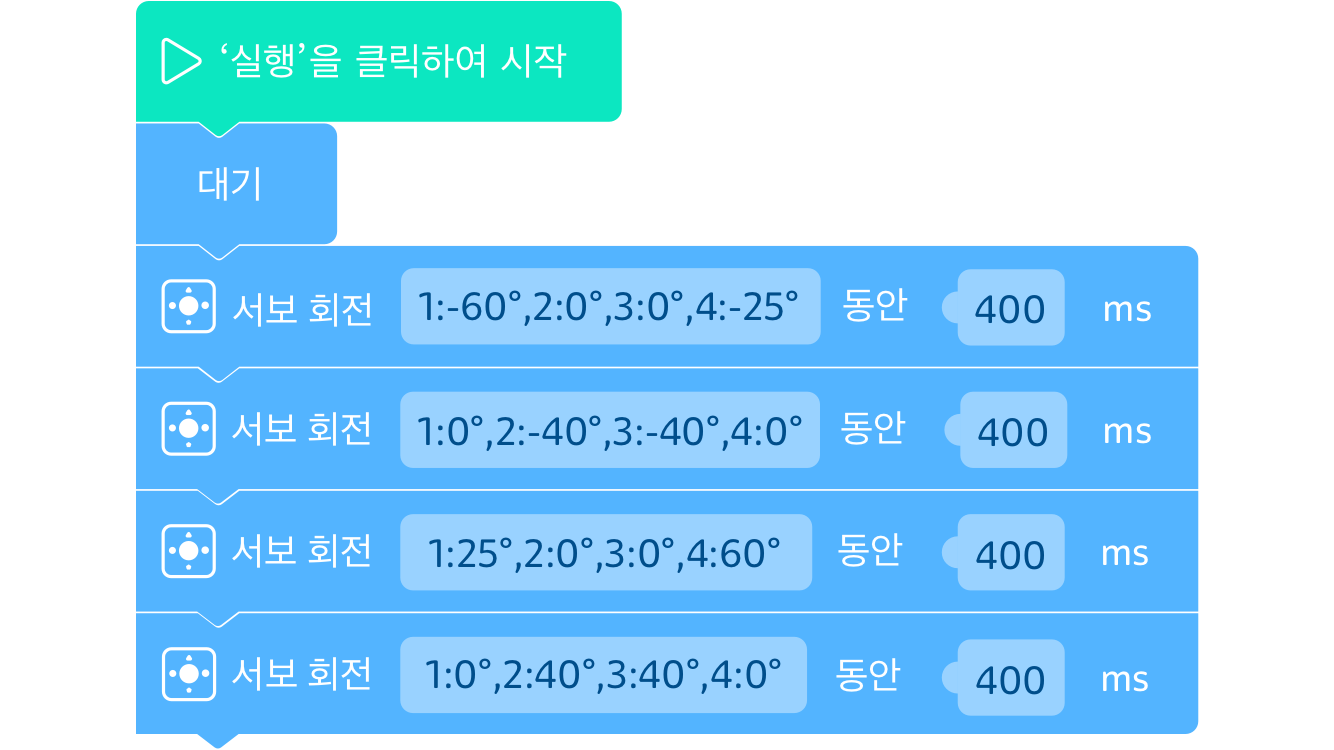 ‘실행’을 클릭하여 시작
대기
서보 회전 1:-60°,2:0°,3:0°,4:-25° 동안 400 ms
서보 회전 1:0°,2:-40°,3:-40°,4:0° 동안 400 ms
서보 회전 1:25°,2:0°,3:0°,4:60° 동안 400 ms
서보 회전 1:0°,2:40°,3:40°,4:0° 동안 400 ms